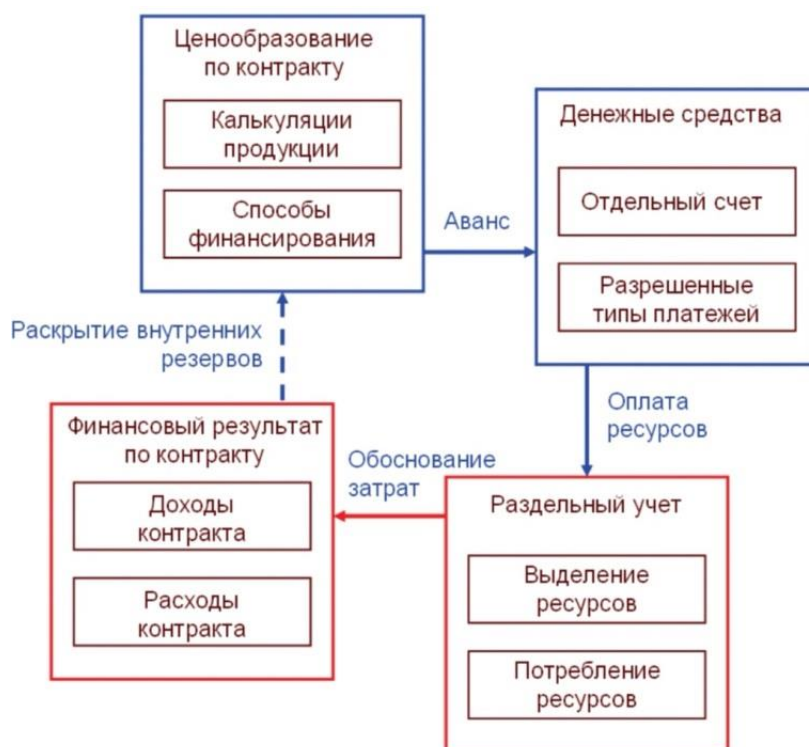 Ценообразование
по контракту
Калькуляции
продукции
Способы
финансирования
Аванс
Денежные средства
Отдельный счет
Разрешенные
типы платежей
Раскрытие внутренних
резервов
Оплата
ресурсов
Финансовый результат
по контракту
Доходы
контракта
Расходы
контракта
Обоснование
затрат
Раздельный учет
Выделение
ресурсов
Потребление
ресурсов